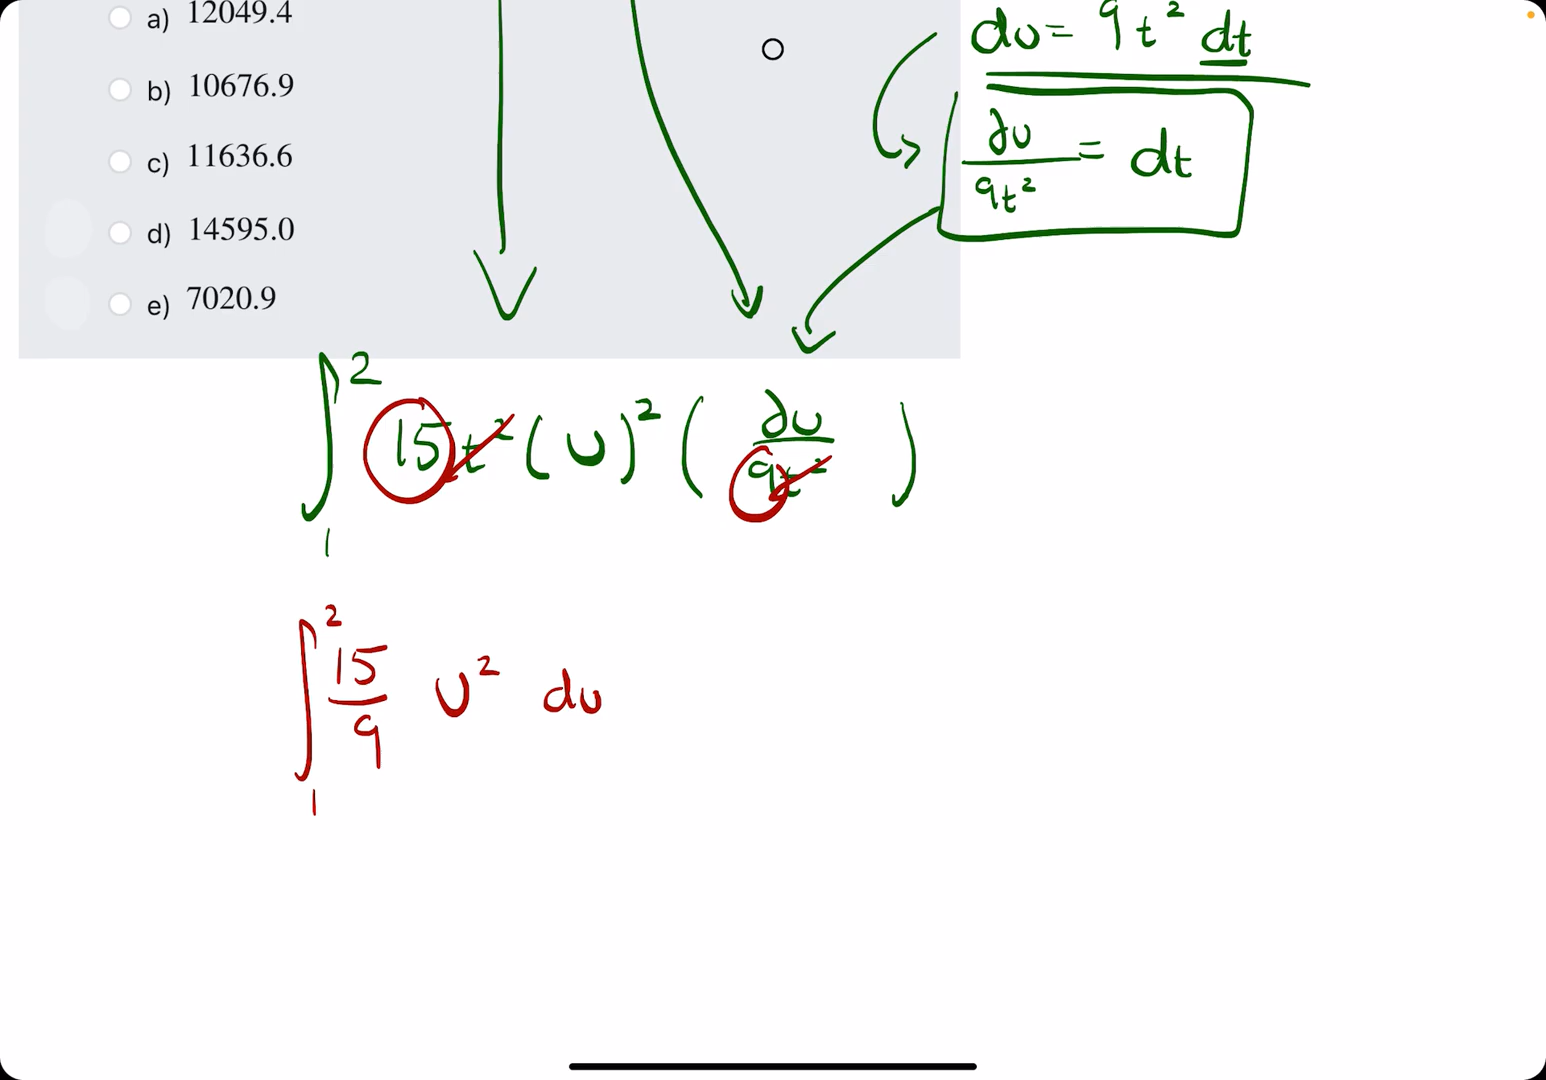 a) 12049.4
b) 10676.9
c) 11636.6
d) 14595.0
e) 7020.9
du = 9t² dt
du/9t² = dt
∫₁² 15t² (u)² (du/9t²)
∫₁² 15/9 u² du